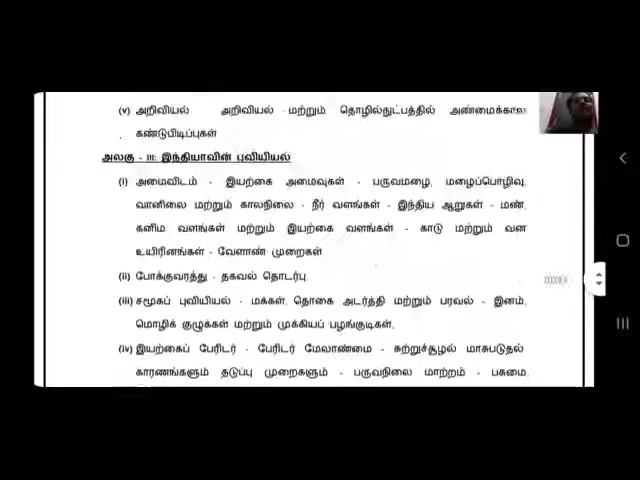 (v) அறிவியல் அறிவியல் மற்றும் தொழில்நுட்பத்தில் அண்மைக்கால
கண்டுபிடிப்புகள்
அலகு - III: இந்தியாவின் புவியியல்
(i) அமைவிடம் - இயற்கை அமைவுகள் - பருவமழை, மழைப்பொழிவு,
வானிலை மற்றும் காலநிலை - நீர் வளங்கள் - இந்திய ஆறுகள் - மண்,
கனிம வளங்கள் மற்றும் இயற்கை வளங்கள் - காடு மற்றும் வன
உயிரினங்கள் - வேளாண் முறைகள்
(ii) போக்குவரத்து - தகவல் தொடர்பு
(iii) சமூகப் புவியியல் - மக்கள் தொகை அடர்த்தி மற்றும் பரவல் - இனம்,
மொழிக் குழுக்கள் மற்றும் முக்கியப் பழங்குடிகள்,
(iv) இயற்கைப் பேரிடர் - பேரிடர் மேலாண்மை - சுற்றுச்சூழல் மாசுபடுதல்
காரணங்களும் தடுப்பு முறைகளும் - பருவநிலை மாற்றம் - பசுமை